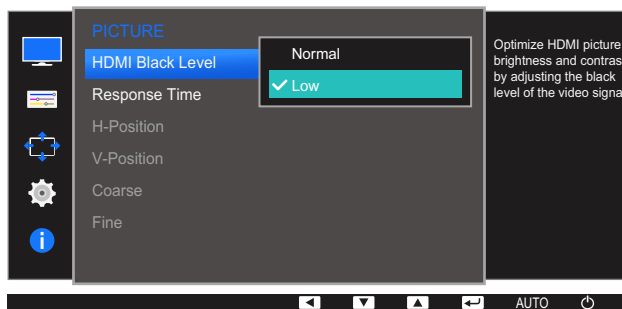 PICTURE
HDMI Black Level
Response Time
H-Position
V-Position
Coarse
Fine
Normal
Low
Optimize HDMI picture
brightness and contras
by adjusting the black
level of the video signa
AUTO